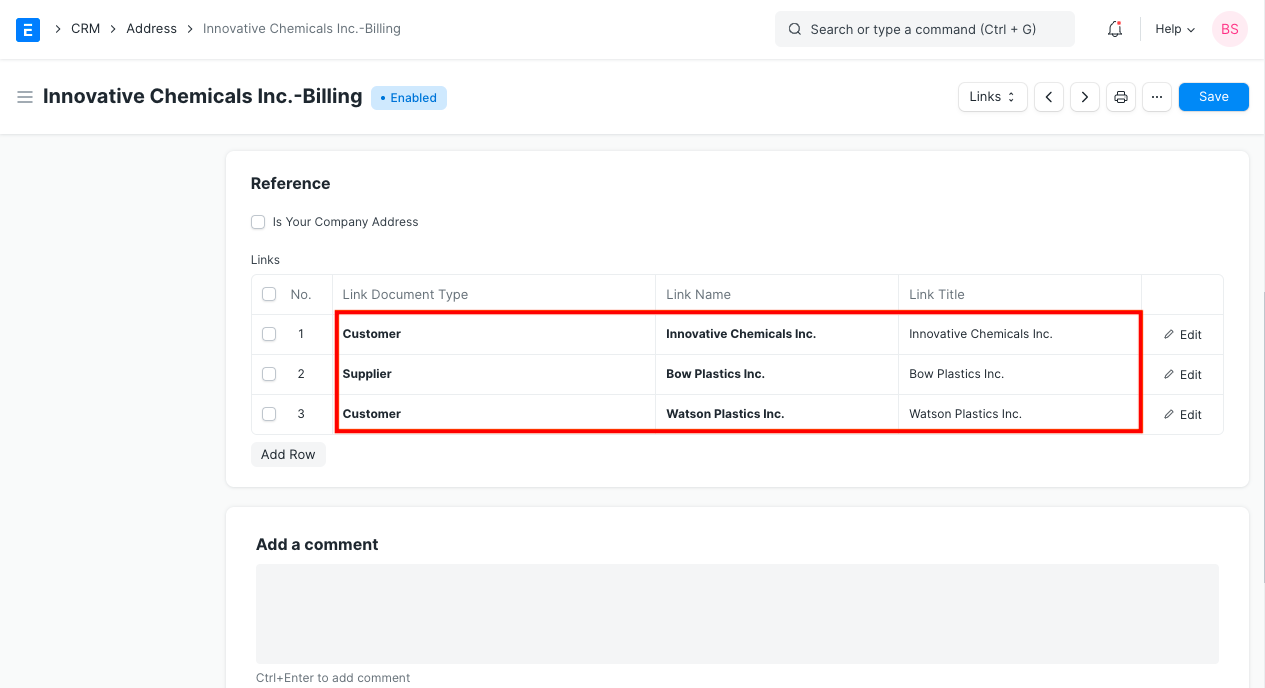 E CRM Address Innovative Chemicals Inc.-Billing Search or type a command (Ctrl + G) Help BS
Innovative Chemicals Inc.-Billing • Enabled Links ... Save
Reference
Is Your Company Address
Links
No. Link Document Type Link Name Link Title
1 Customer Innovative Chemicals Inc. Innovative Chemicals Inc. Edit
2 Supplier Bow Plastics Inc. Bow Plastics Inc. Edit
3 Customer Watson Plastics Inc. Watson Plastics Inc. Edit
Add Row
Add a comment
Ctrl+Enter to add comment